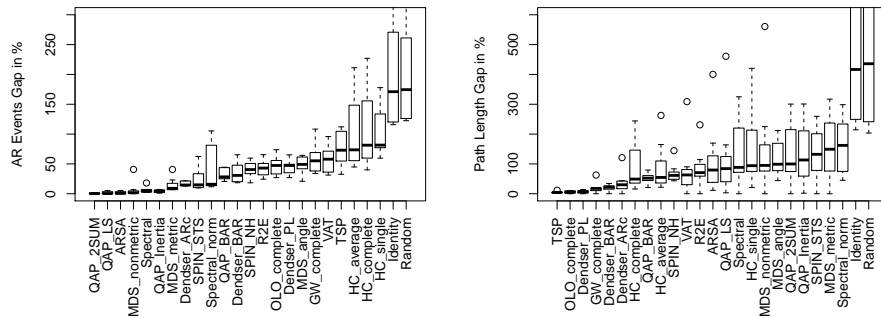 AR Events Gap in %
0
50
150
250
QAP_2SUM
QAP_LS
ARSA
MDS_nonmetric
Spectral
QAP_Inertia
MDS_metric
Dendser_ARc
SPIN_STS
Spectral_norm
QAP_BAR
Dendser_BAR
SPIN_NH
R2E
OLO_complete
Dendser_PL
MDS_angle
GW_complete
VAT
TSP
HC_average
HC_complete
HC_single
Identity
Random
Path Length Gap in %
0
100
300
500
TSP
OLO_complete
Dendser_PL
GW_complete
Dendser_BAR
Dendser_ARc
HC_complete
QAP_BAR
HC_average
SPIN_NH
VAT
R2E
ARSA
QAP_LS
Spectral
HC_single
MDS_nonmetric
MDS_angle
QAP_2SUM
QAP_Inertia
SPIN_STS
MDS_metric
Spectral_norm
Identity
Random